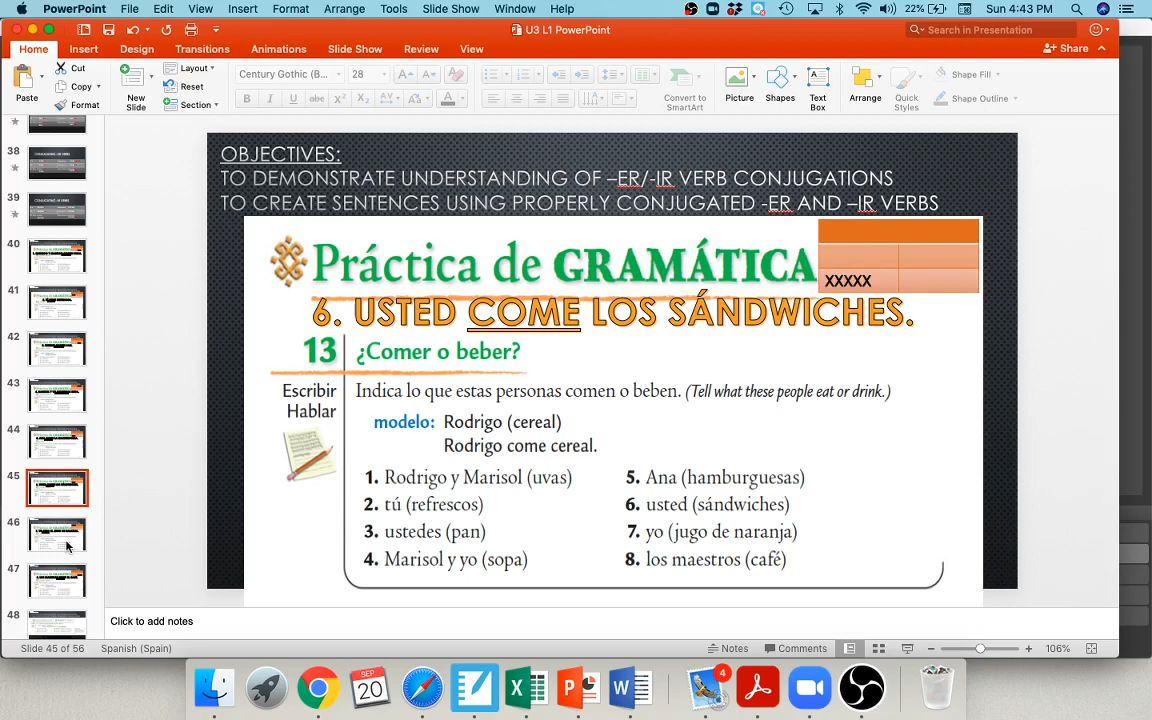 PowerPoint File Edit View Insert Format Arrange Tools Slide Show Window Help 22% Sun 4:43 PM
U3 L1 PowerPoint Search in Presentation
Home Insert Design Transitions Animations Slide Show Review View Share
Paste Cut Copy Format
New Slide Layout Reset Section
Century Gothic (B... 28
B I U abc X² X₂ AV Aa A
Convert to SmartArt
Picture Shapes Text Box Arrange Quick Styles Shape Fill Shape Outline
38
39
40
41
42
43
44
45
46
47
48
OBJECTIVES:
TO DEMONSTRATE UNDERSTANDING OF –ER/-IR VERB CONJUGATIONS
TO CREATE SENTENCES USING PROPERLY CONJUGATED -ER AND –IR VERBS
Práctica de GRAMÁTICA
XXXXX
6. USTED COME LOS SÁNDWICHES.
13 ¿Comer o beber?
Escribir
Hablar
Indica lo que estas personas comen o beben. (Tell what these people eat or drink.)
modelo: Rodrigo (cereal)
Rodrigo come cereal.
1. Rodrigo y Marisol (uvas)
2. tú (refrescos)
3. ustedes (pan)
4. Marisol y yo (sopa)
5. Ana (hamburguesas)
6. usted (sándwiches)
7. yo (jugo de naranja)
8. los maestros (café)
Click to add notes
Slide 45 of 56 Spanish (Spain) Notes Comments 106%
SEP
20
4